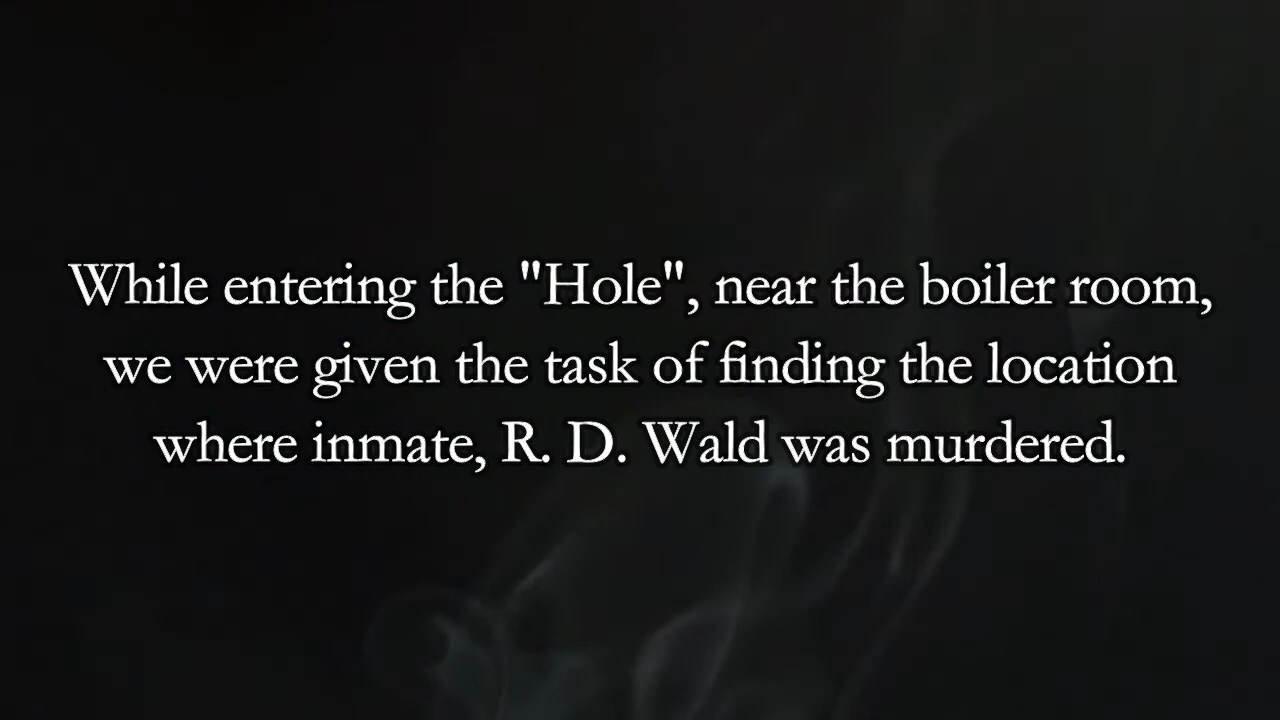 While entering the "Hole", near the boiler room,
we were given the task of finding the location
where inmate, R. D. Wald was murdered.